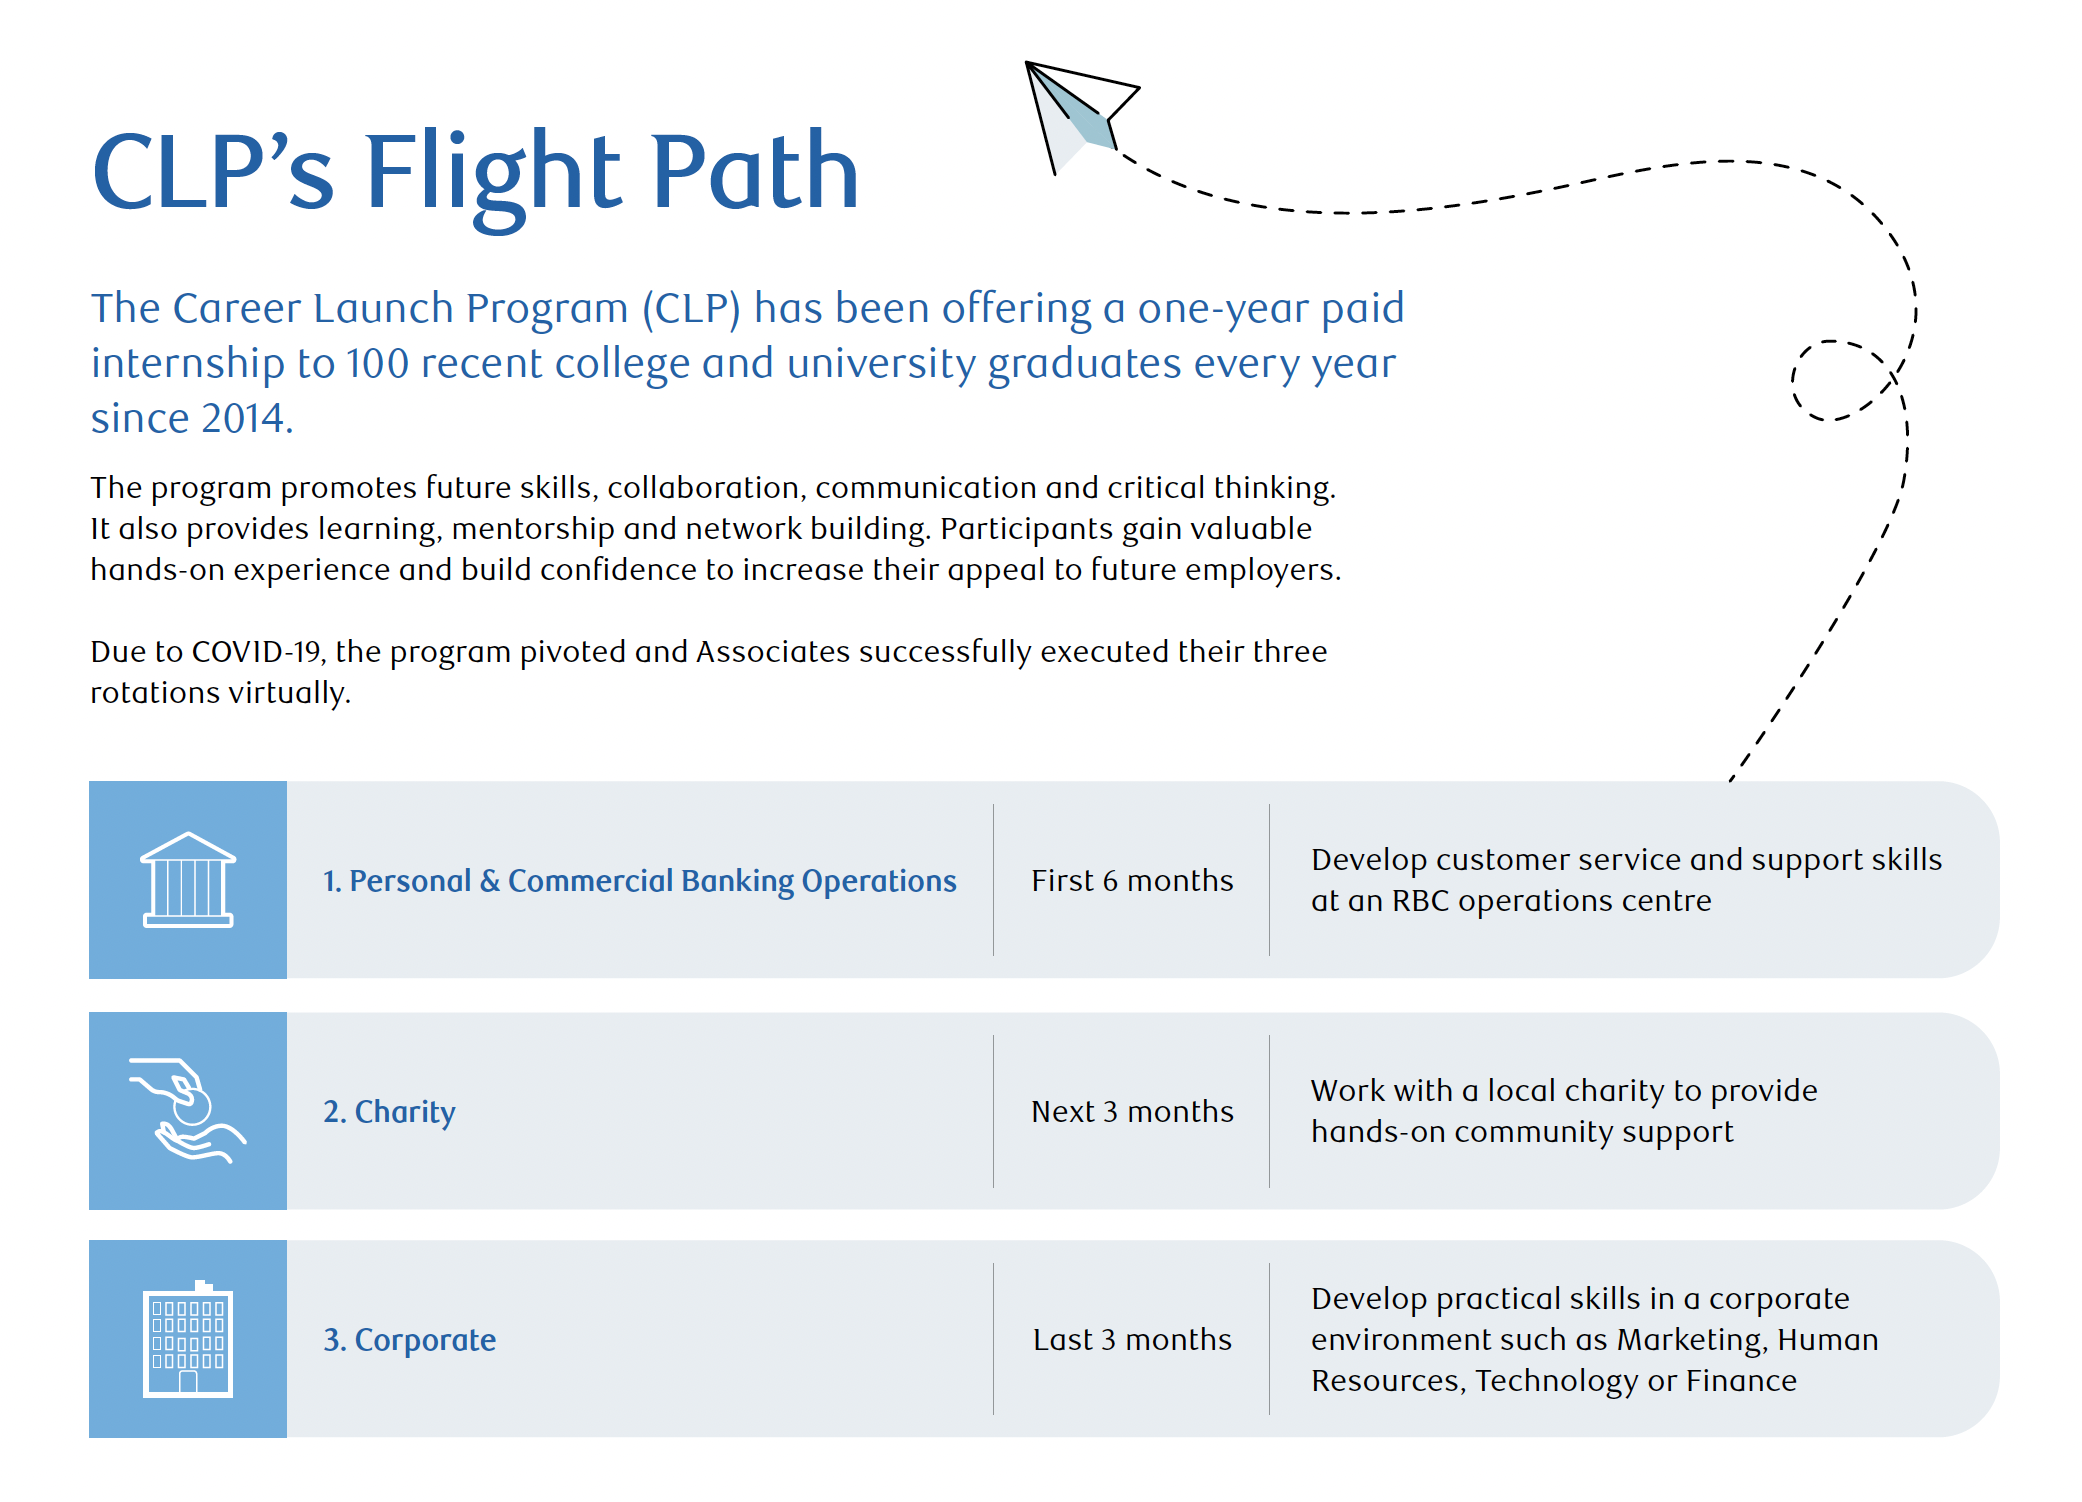 CLP’s Flight Path
The Career Launch Program (CLP) has been offering a one-year paid
internship to 100 recent college and university graduates every year
since 2014.
The program promotes future skills, collaboration, communication and critical thinking.
It also provides learning, mentorship and network building. Participants gain valuable
hands-on experience and build confidence to increase their appeal to future employers.
Due to COVID-19, the program pivoted and Associates successfully executed their three
rotations virtually.
1. Personal & Commercial Banking Operations
First 6 months
Develop customer service and support skills
at an RBC operations centre
2. Charity
Next 3 months
Work with a local charity to provide
hands-on community support
3. Corporate
Last 3 months
Develop practical skills in a corporate
environment such as Marketing, Human
Resources, Technology or Finance